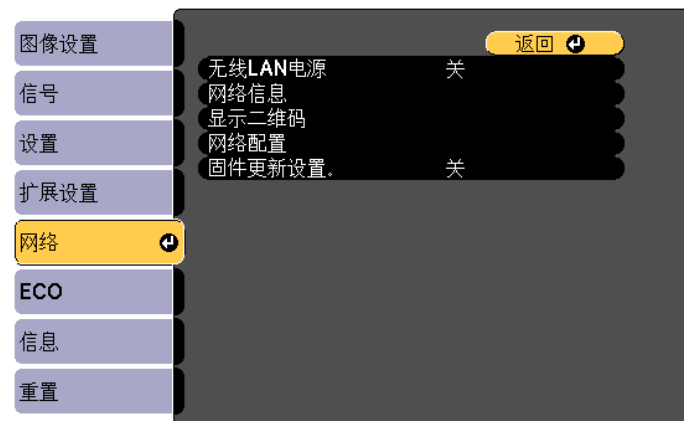 图像设置
信号
设置
扩展设置
网络
ECO
信息
重置
返回
无线LAN电源 关
网络信息
显示二维码
网络配置
固件更新设置. 关